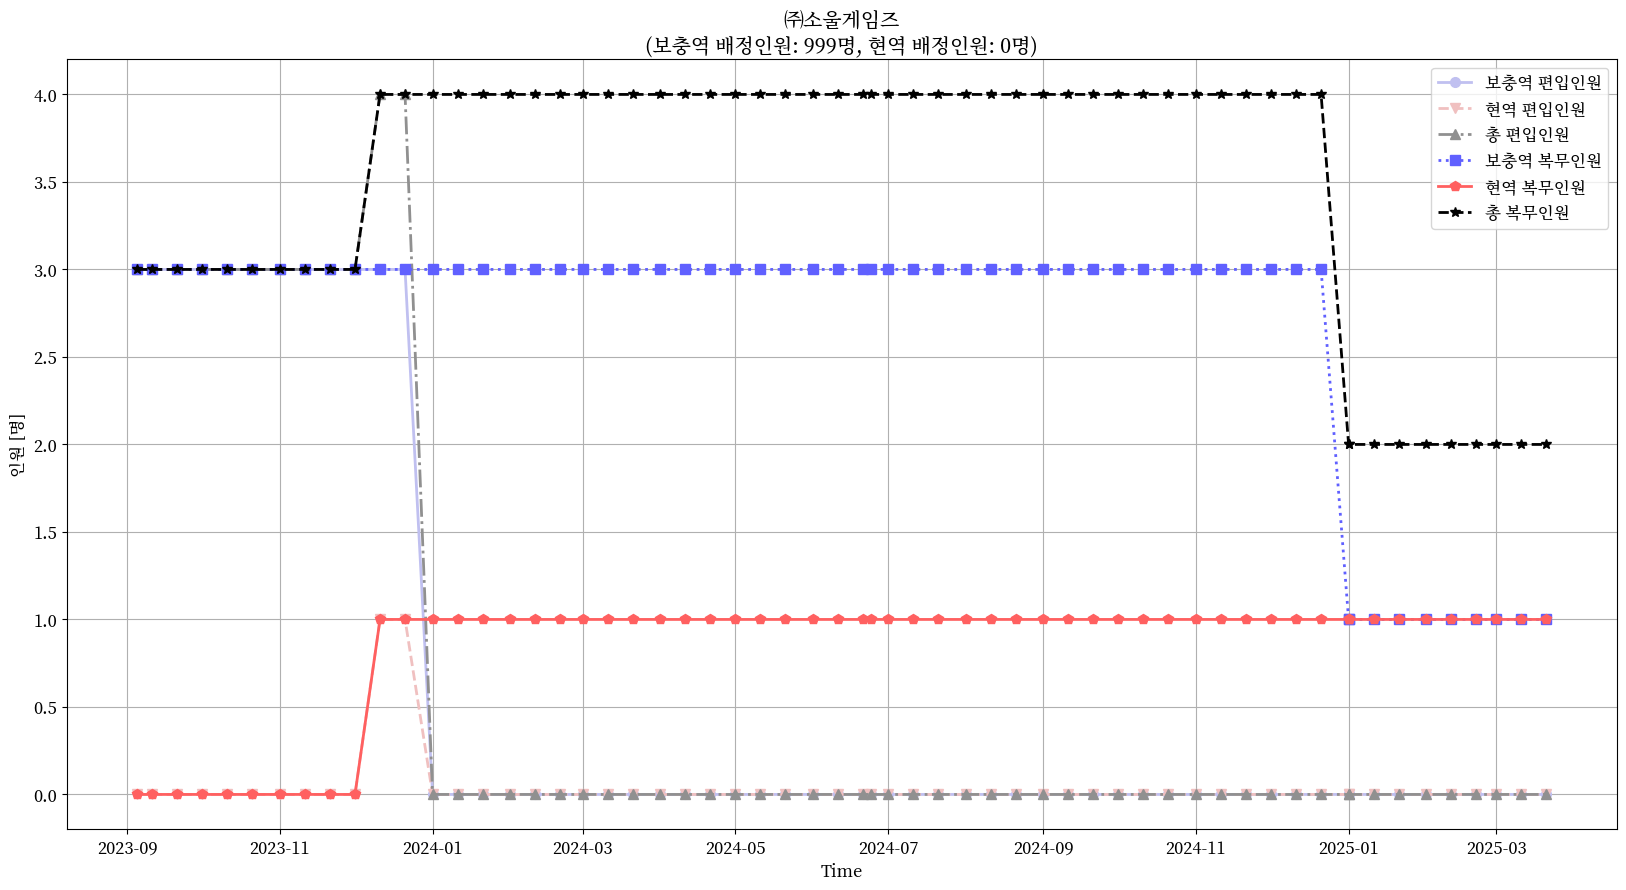 ㈜소울게임즈
(보충역 배정인원: 999명, 현역 배정인원: 0명)
보충역 편입인원
현역 편입인원
총 편입인원
보충역 복무인원
현역 복무인원
총 복무인원
4.0
3.5
3.0
2.5
2.0
1.5
1.0
0.5
0.0
인원 [명]
2023-09 2023-11 2024-01 2024-03 2024-05 2024-07 2024-09 2024-11 2025-01 2025-03
Time